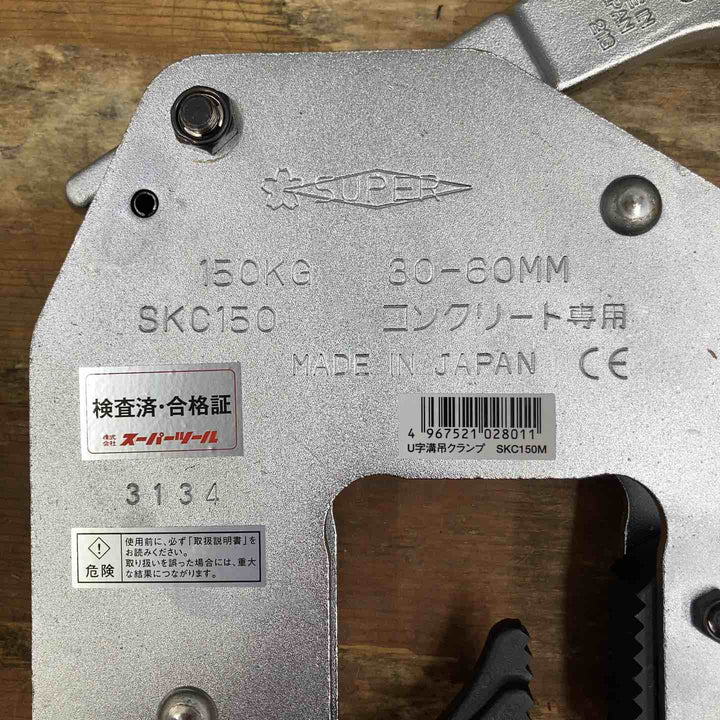 SUPER
150KG 30-60MM
SKC150 コンクリート専用
MADE IN JAPAN CE
検査済・合格証
株式会社 スーパーツール
4 967521 028011
U字溝吊クランプ SKC150M
3134
危険
使用前に、必ず「取扱説明書」を
お読みください。
取り扱いを誤った場合には、重大
な結果につながります。